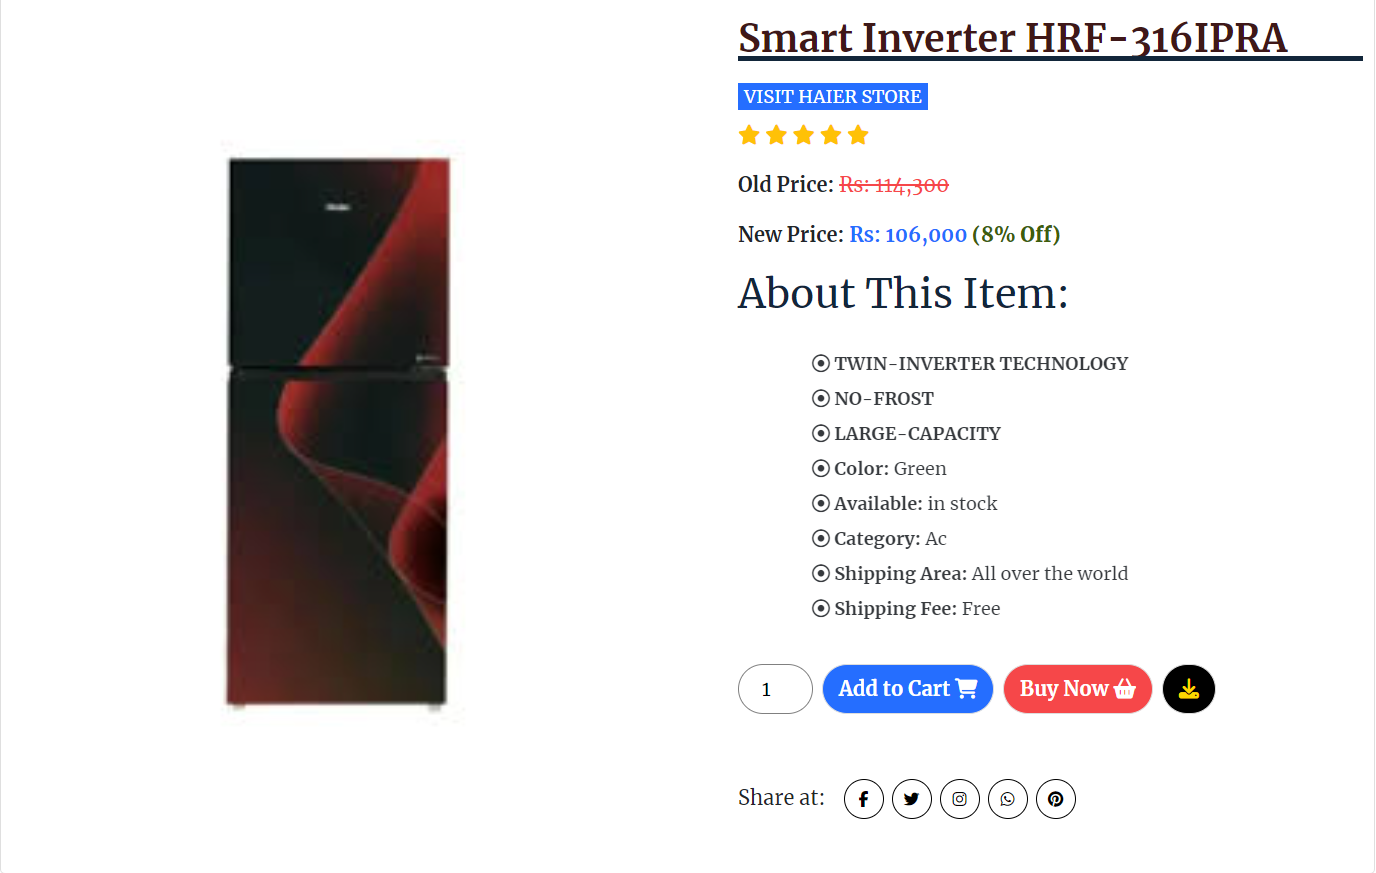 Smart Inverter HRF-316IPRA
VISIT HAIER STORE
Old Price: Rs: 114,300
New Price: Rs: 106,000 (8% Off)
About This Item:
TWIN-INVERTER TECHNOLOGY
NO-FROST
LARGE-CAPACITY
Color: Green
Available: in stock
Category: Ac
Shipping Area: All over the world
Shipping Fee: Free
1
Add to Cart
Buy Now
Share at: